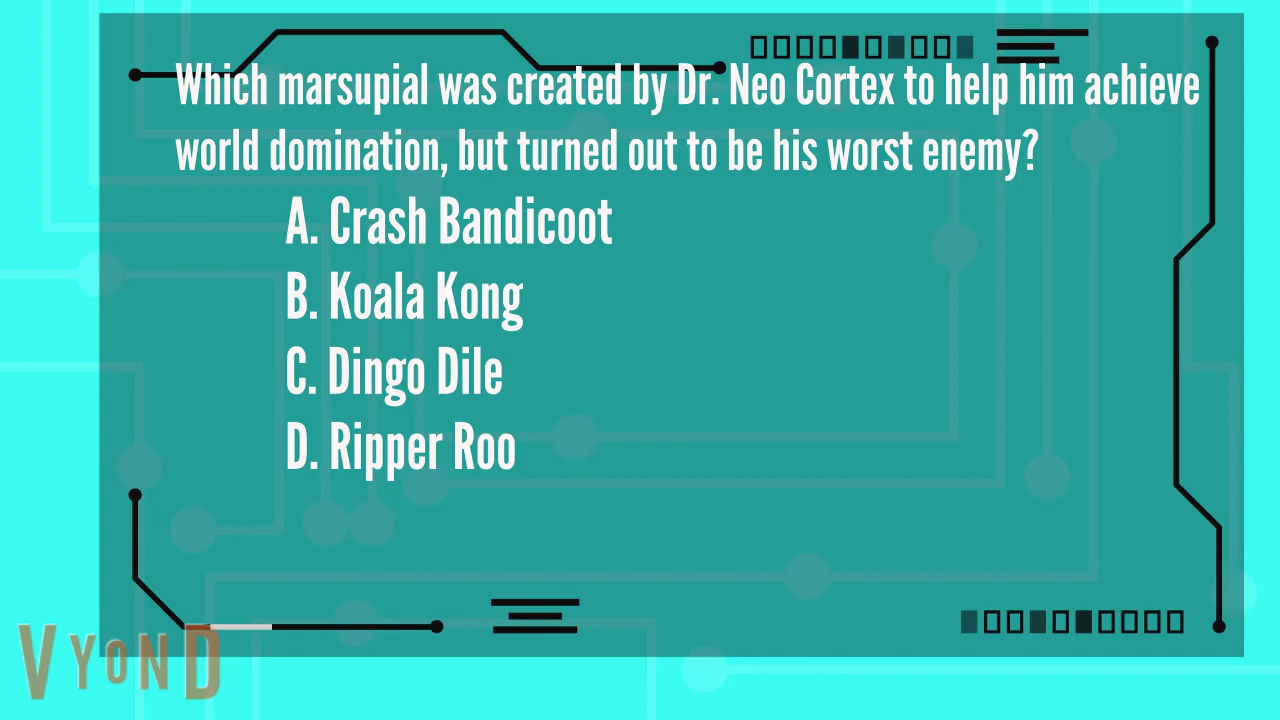 Which marsupial was created by Dr. Neo Cortex to help him achieve
world domination, but turned out to be his worst enemy?
A. Crash Bandicoot
B. Koala Kong
C. Dingo Dile
D. Ripper Roo
VYOND